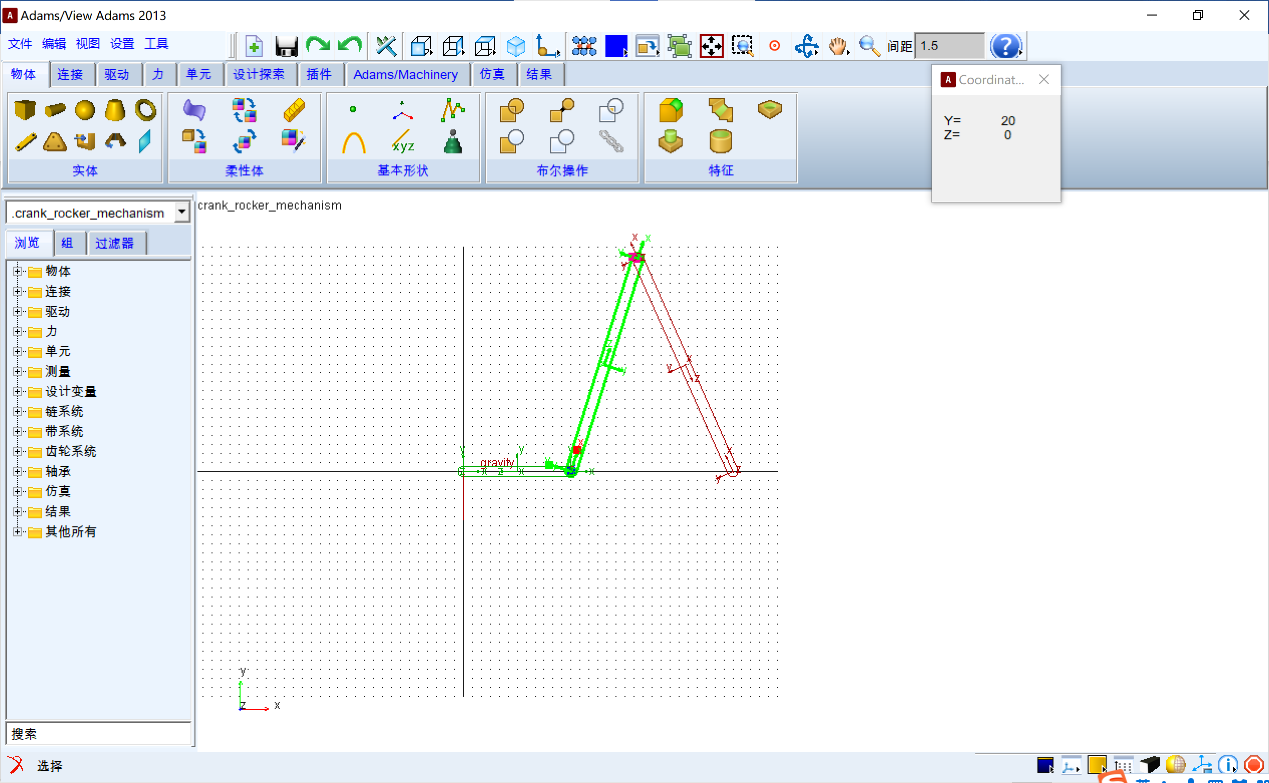 Adams/View Adams 2013
文件 编辑 视图 设置 工具
间距 1.5
物体 连接 驱动 力 单元 设计探索 插件 Adams/Machinery 仿真 结果
Coordinat...
Y= 20
Z= 0
xyz
实体 柔性体 基本形状 布尔操作 特征
.crank_rocker_mechanism
crank_rocker_mechanism
浏览 组 过滤器
物体
连接
驱动
力
单元
测量
设计变量
链系统
带系统
齿轮系统
轴承
仿真
结果
其他所有
gravity
y
z x
搜索
选择